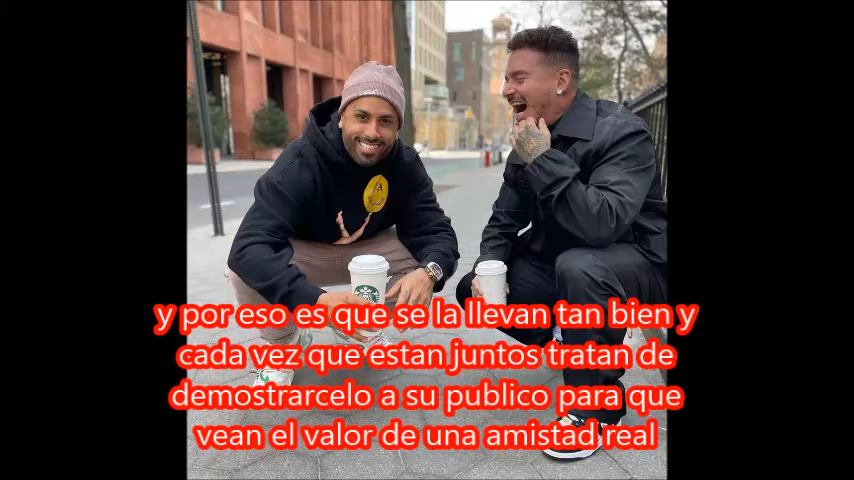 y por eso es que se la llevan tan bien y
cada vez que estan juntos tratan de
demostrarcelo a su publico para que
vean el valor de una amistad real